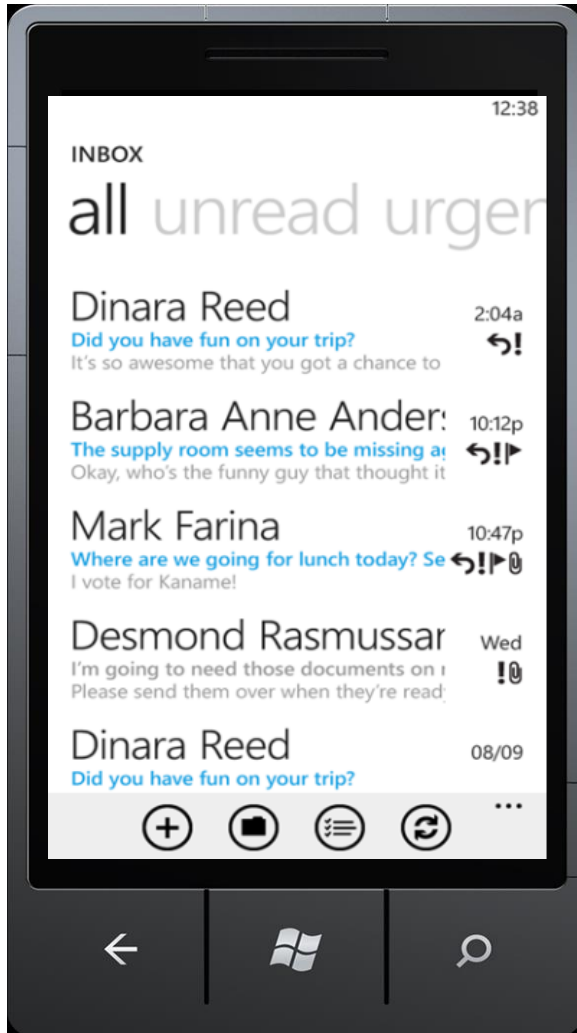 12:38
INBOX
all unread urgen
Dinara Reed
2:04a
Did you have fun on your trip?
It's so awesome that you got a chance to
Barbara Anne Anders
10:12p
The supply room seems to be missing ag
Okay, who's the funny guy that thought it
Mark Farina
10:47p
Where are we going for lunch today? Se
I vote for Kaname!
Desmond Rasmussan
Wed
I'm going to need those documents on
Please send them over when they're ready
Dinara Reed
08/09
Did you have fun on your trip?